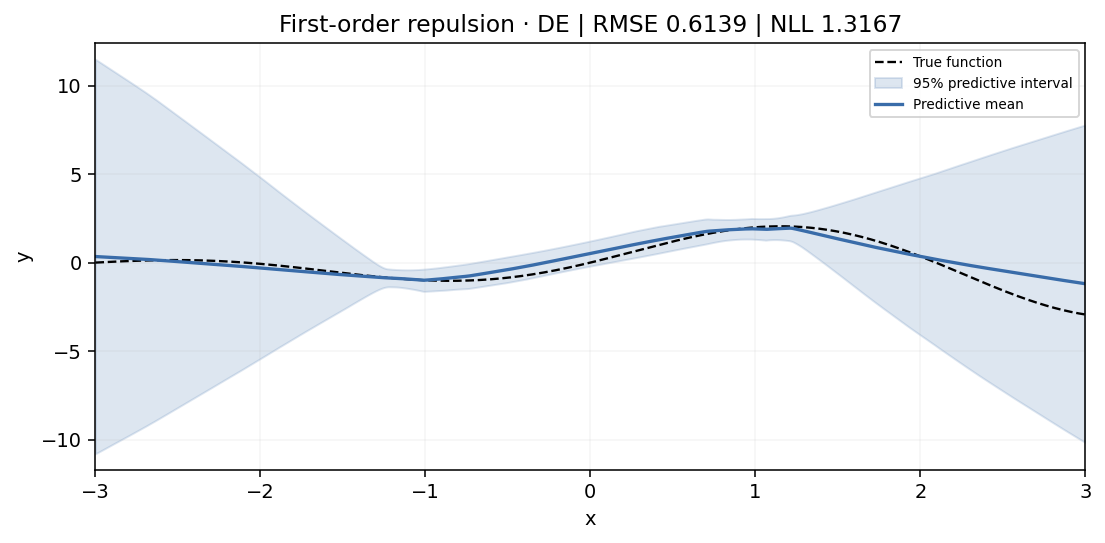 First-order repulsion · DE | RMSE 0.6139 | NLL 1.3167
True function
95% predictive interval
Predictive mean
10
5
0
−5
−10
y
−3
−2
−1
0
1
2
3
x